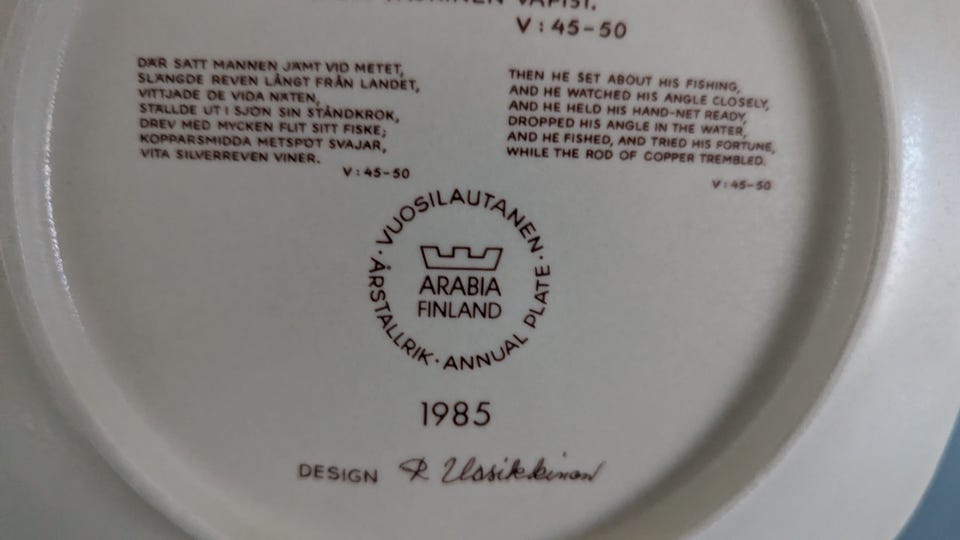 VAPISI.
V:45-50
DÄR SATT MANNEN JÄMT VID METET,
SLÄNGDE REVEN LÅNGT FRÅN LANDET,
VITTJADE DE VIDA NÄTEN,
STÄLLDE UT I SJÖN SIN STÅNDKROK,
DREV MED MYCKEN FLIT SITT FISKE;
KOPPARSMIDDA METSPÖT SVAJAR,
VITA SILVERREVEN VINER.
V:45-50
THEN HE SET ABOUT HIS FISHING,
AND HE WATCHED HIS ANGLE CLOSELY,
AND HE HELD HIS HAND-NET READY,
DROPPED HIS ANGLE IN THE WATER,
AND HE FISHED, AND TRIED HIS FORTUNE,
WHILE THE ROD OF COPPER TREMBLED.
V:45-50
·VUOSILAUTANEN·
ARABIA
FINLAND
ÅRSTALLRIK·ANNUAL PLATE
1985
DESIGN R Uosikkinen